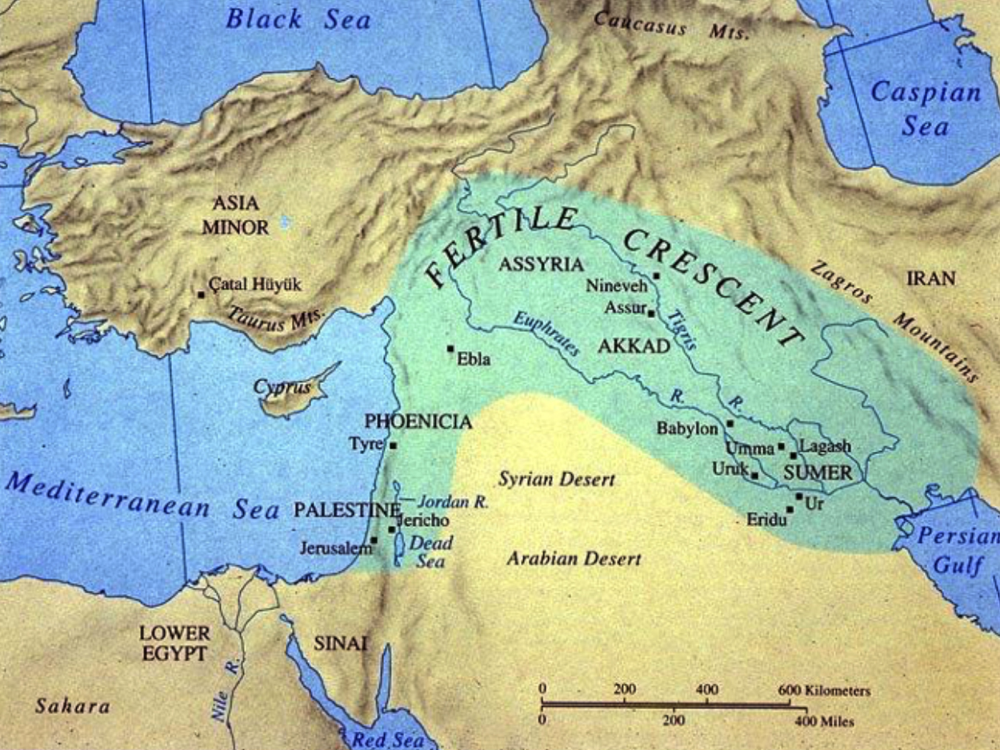 Black Sea
Caucasus Mts.
Caspian
Sea
ASIA
MINOR
FERTILE CRESCENT
ASSYRIA
Nineveh
Assur
Zagros Mountains
IRAN
Çatal Hüyük
Taurus Mts.
Euphrates R.
Tigris R.
AKKAD
Ebla
Cyprus
PHOENICIA
Tyre
Babylon
Umma
Lagash
Uruk
SUMER
Ur
Eridu
Syrian Desert
Mediterranean Sea
PALESTINE
Jordan R.
Jericho
Jerusalem
Dead
Sea
Arabian Desert
Persian
Gulf
LOWER
EGYPT
SINAI
Nile R.
Sahara
Red Sea
0 200 400 600 Kilometers
0 200 400 Miles